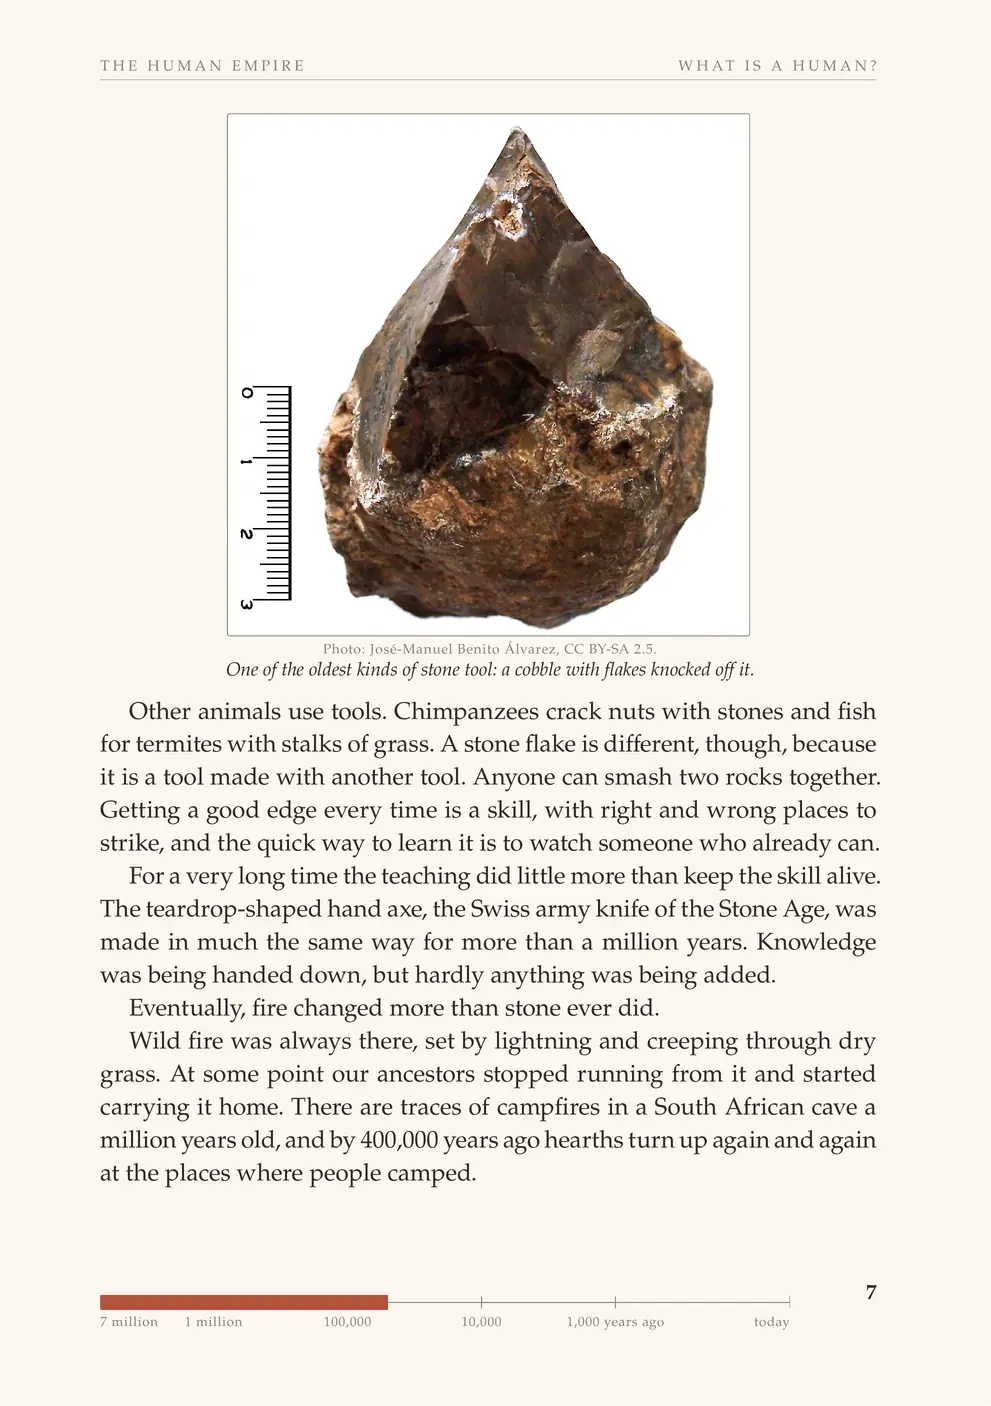 THE HUMAN EMPIRE
WHAT IS A HUMAN?
0
1
2
3
Photo: José-Manuel Benito Álvarez, CC BY-SA 2.5.
One of the oldest kinds of stone tool: a cobble with flakes knocked off it.
Other animals use tools. Chimpanzees crack nuts with stones and fish
for termites with stalks of grass. A stone flake is different, though, because
it is a tool made with another tool. Anyone can smash two rocks together.
Getting a good edge every time is a skill, with right and wrong places to
strike, and the quick way to learn it is to watch someone who already can.
For a very long time the teaching did little more than keep the skill alive.
The teardrop-shaped hand axe, the Swiss army knife of the Stone Age, was
made in much the same way for more than a million years. Knowledge
was being handed down, but hardly anything was being added.
Eventually, fire changed more than stone ever did.
Wild fire was always there, set by lightning and creeping through dry
grass. At some point our ancestors stopped running from it and started
carrying it home. There are traces of campfires in a South African cave a
million years old, and by 400,000 years ago hearths turn up again and again
at the places where people camped.
7
7 million 1 million 100,000 10,000 1,000 years ago today